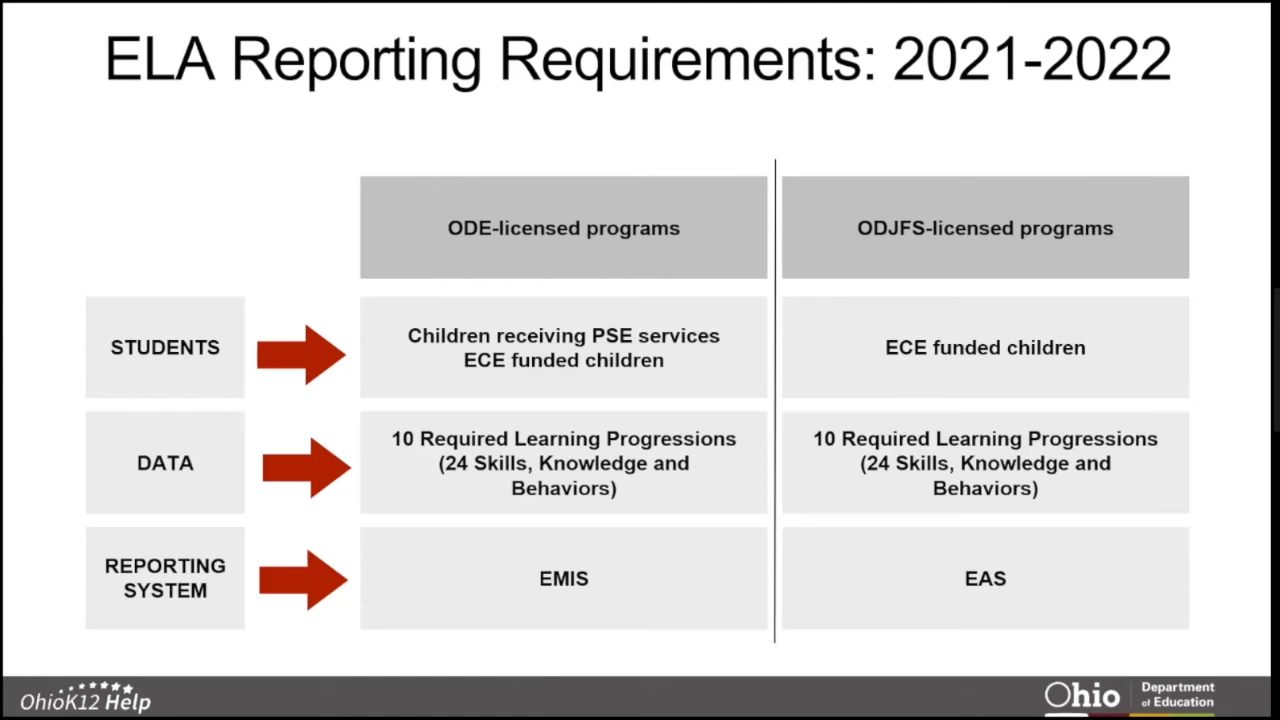 ELA Reporting Requirements: 2021-2022
ODE-licensed programs
ODJFS-licensed programs
STUDENTS
Children receiving PSE services
ECE funded children
ECE funded children
DATA
10 Required Learning Progressions
(24 Skills, Knowledge and
Behaviors)
10 Required Learning Progressions
(24 Skills, Knowledge and
Behaviors)
REPORTING
SYSTEM
EMIS
EAS
OhioK12 Help
Ohio
Department
of Education